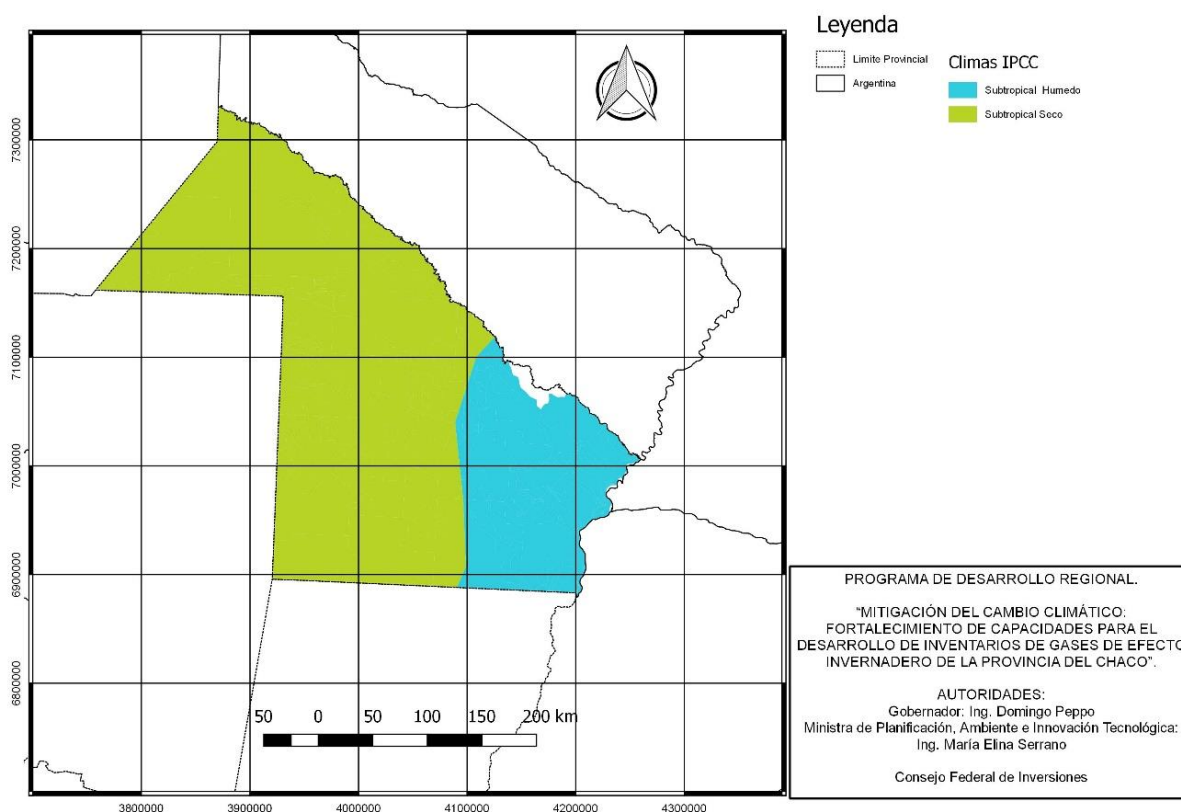 Leyenda
Limite Provincial
Argentina
Climas IPCC
Subtropical Humedo
Subtropical Seco
7300000
7200000
7100000
7000000
6900000
6800000
50 0 50 100 150 200 km
3800000 3900000 4000000 4100000 4200000 4300000
PROGRAMA DE DESARROLLO REGIONAL.
"MITIGACIÓN DEL CAMBIO CLIMÁTICO:
FORTALECIMIENTO DE CAPACIDADES PARA EL
DESARROLLO DE INVENTARIOS DE GASES DE EFECTO
INVERNADERO DE LA PROVINCIA DEL CHACO".
AUTORIDADES:
Gobernador: Ing. Domingo Peppo
Ministra de Planificación, Ambiente e Innovación Tecnológica:
Ing. María Elina Serrano
Consejo Federal de Inversiones